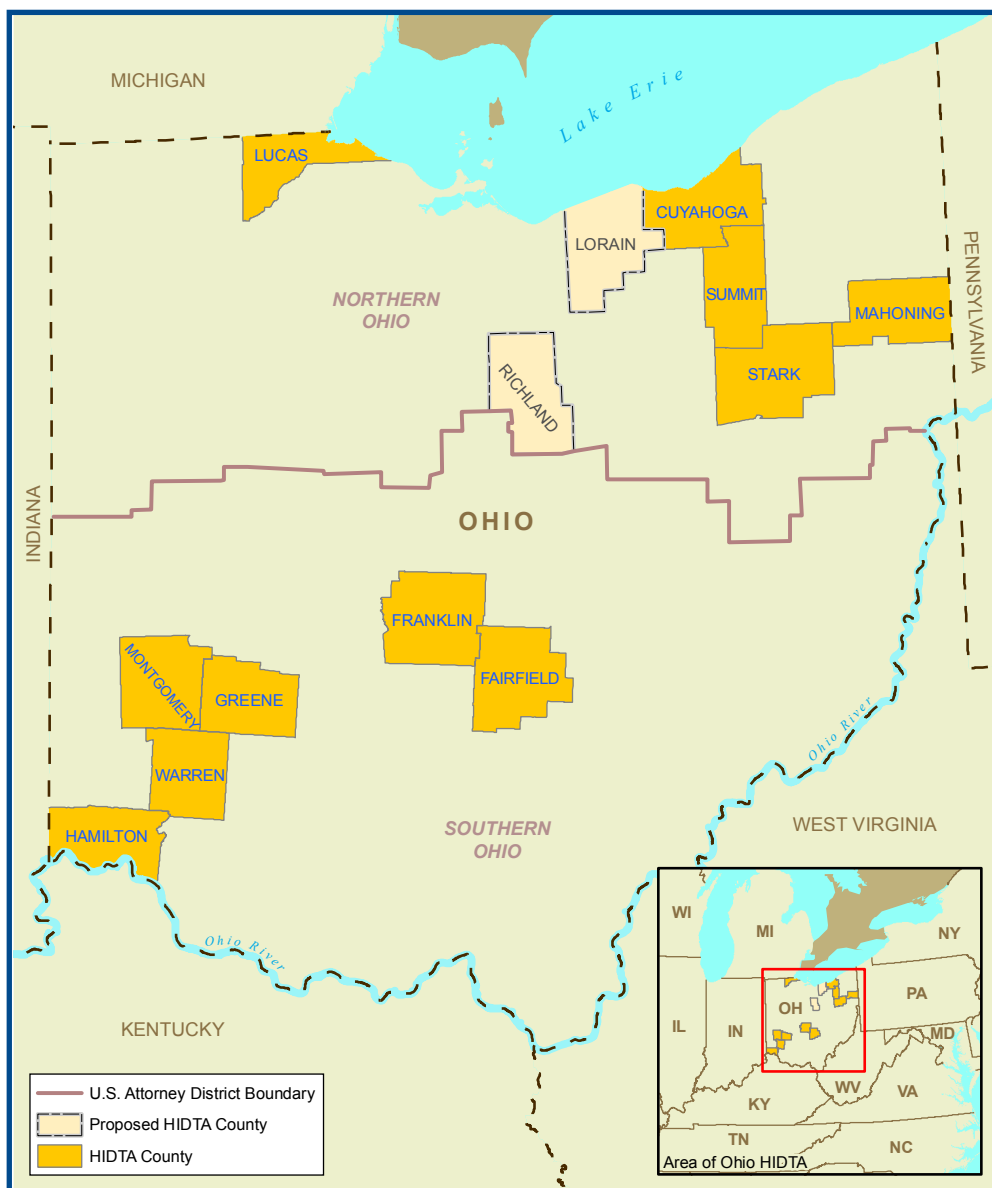 MICHIGAN
Lake Erie
LUCAS
CUYAHOGA
LORAIN
PENNSYLVANIA
NORTHERN
OHIO
SUMMIT
MAHONING
STARK
RICHLAND
INDIANA
OHIO
FRANKLIN
FAIRFIELD
MONTGOMERY
GREENE
WARREN
HAMILTON
SOUTHERN
OHIO
Ohio River
WEST VIRGINIA
Ohio River
KENTUCKY
U.S. Attorney District Boundary
Proposed HIDTA County
HIDTA County
WI
MI
NY
OH
PA
IL
IN
MD
WV
VA
KY
TN
NC
Area of Ohio HIDTA